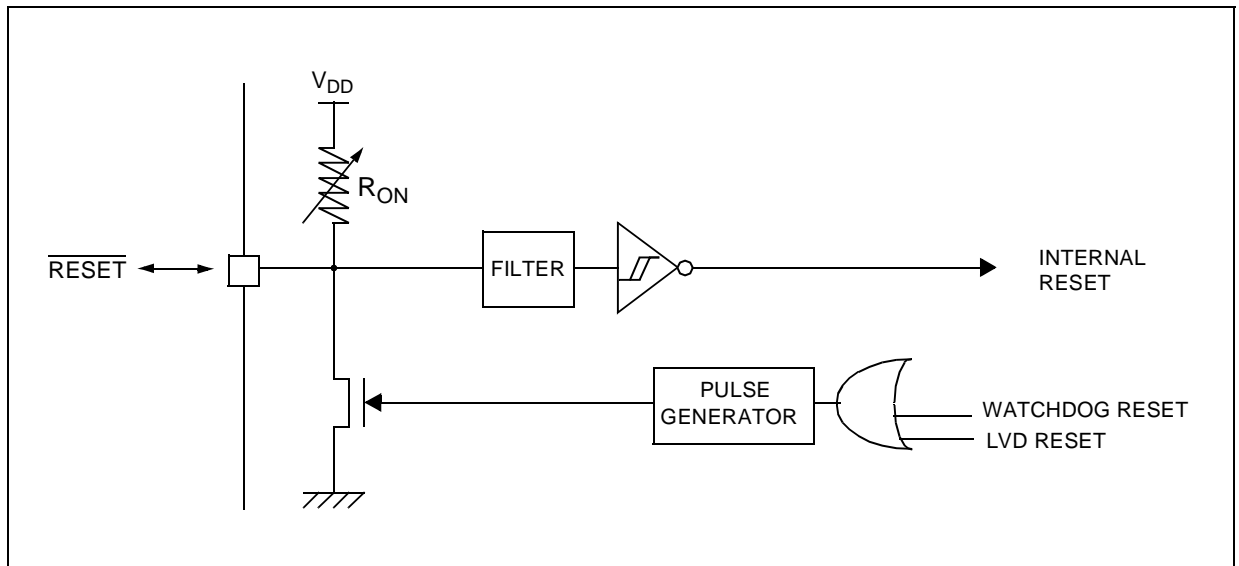 VDD
RON
RESET
FILTER
INTERNAL
RESET
PULSE
GENERATOR
WATCHDOG RESET
LVD RESET